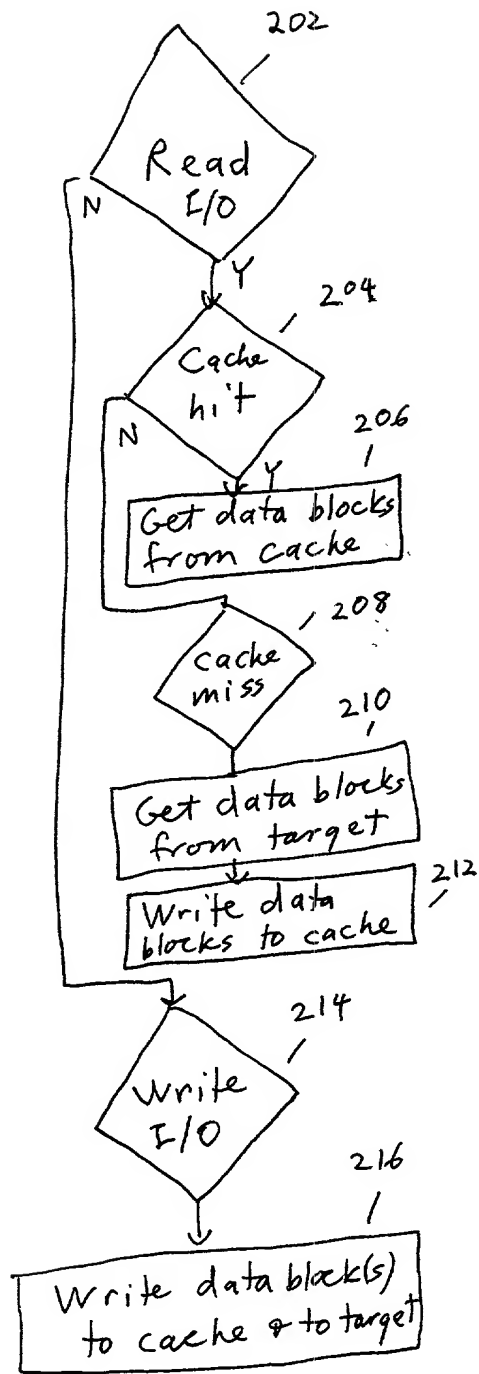 202
Read
I/O
N
Y
204
Cache
hit
N
Y
206
Get data blocks
from cache
208
cache
miss
210
Get data blocks
from target
212
Write data
blocks to cache
214
Write
I/O
216
Write data block(s)
to cache & to target